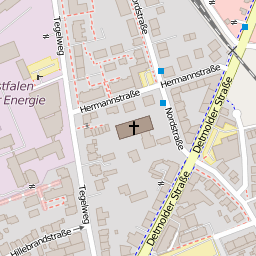 Tegelweg
Nordstraße
stfalen
r Energie
Hermannstraße
Hermannstraße
Nordstraße
Detmolder Straße
Detmolder Straße
Tegelweg
Hillebrandstraße